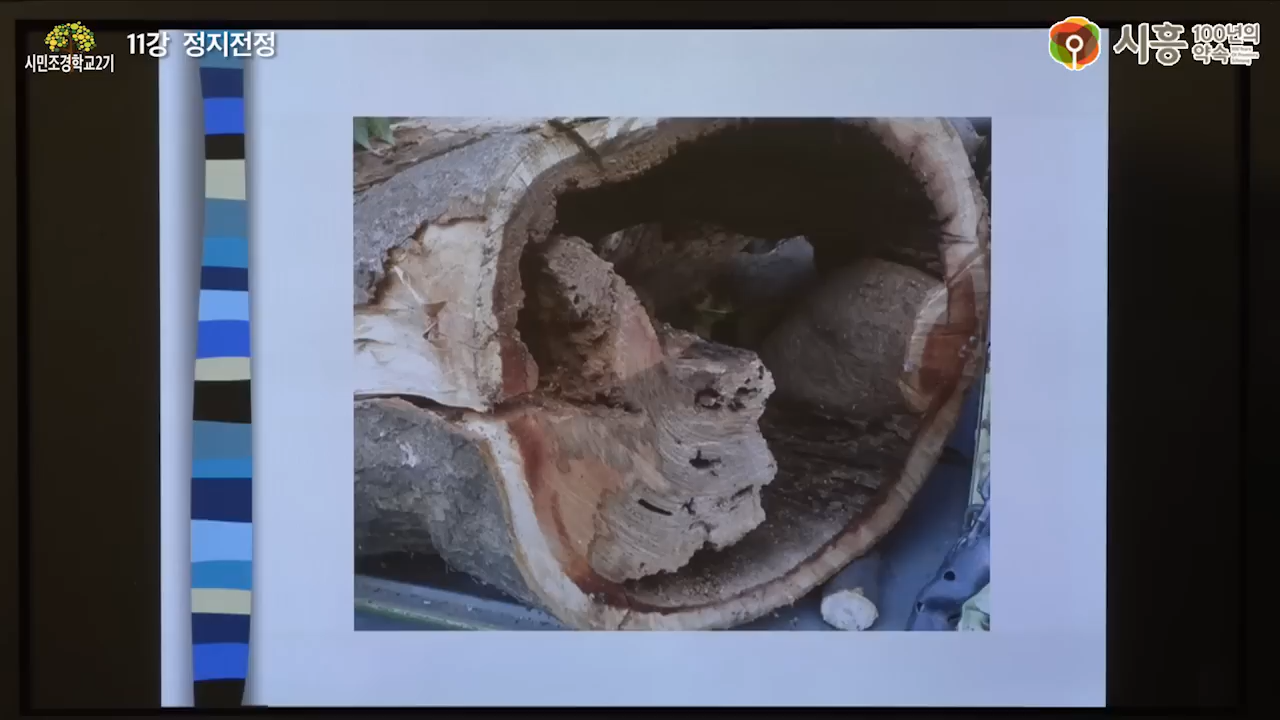 시민조경학교2기
11강 정지전정
시흥
100년의
약속